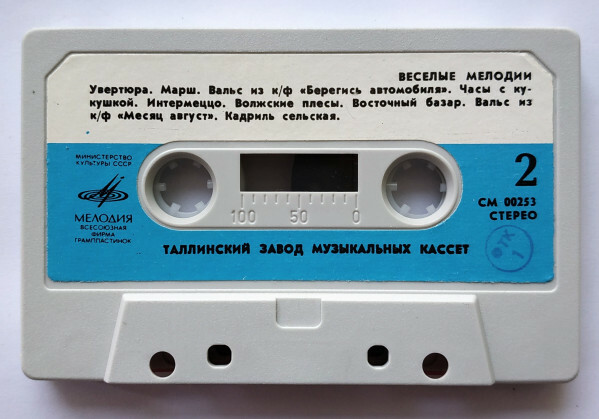 ВЕСЕЛЫЕ МЕЛОДИИ
Увертюра. Марш. Вальс из к/ф «Берегись автомобиля». Часы с ку-
кушкой. Интермеццо. Волжские плесы. Восточный базар. Вальс из
к/ф «Месяц август». Кадриль сельская.
МИНИСТЕРСТВО
КУЛЬТУРЫ СССР
МЕЛОДИЯ
ВСЕСОЮЗНАЯ
ФИРМА
ГРАМПЛАСТИНОК
100 50 0
2
СМ 00253
СТЕРЕО
ТАЛЛИНСКИЙ ЗАВОД МУЗЫКАЛЬНЫХ КАССЕТ
ОТК
1